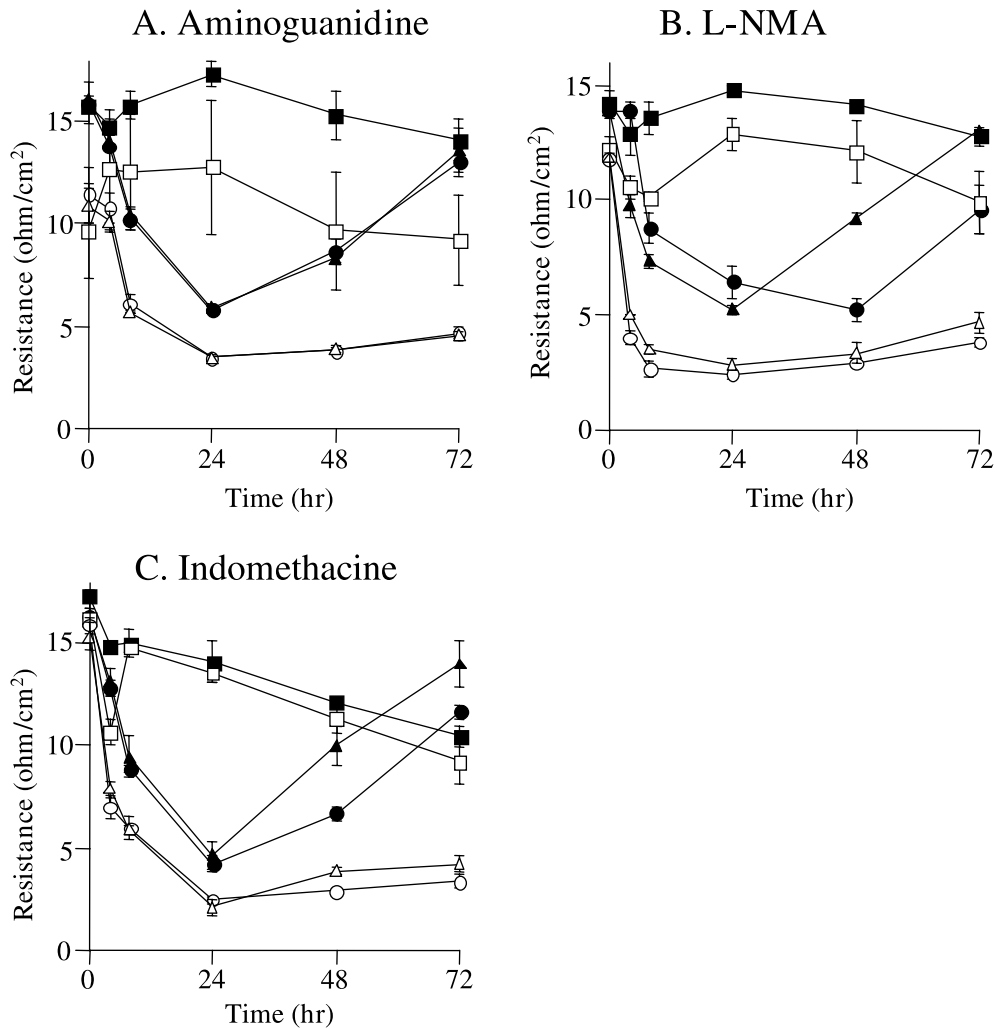 A. Aminoguanidine
Resistance (ohm/cm²)
15
10
5
0
0 24 48 72
Time (hr)
B. L-NMA
Resistance (ohm/cm²)
15
10
5
0
0 24 48 72
Time (hr)
C. Indomethacine
Resistance (ohm/cm²)
15
10
5
0
0 24 48 72
Time (hr)